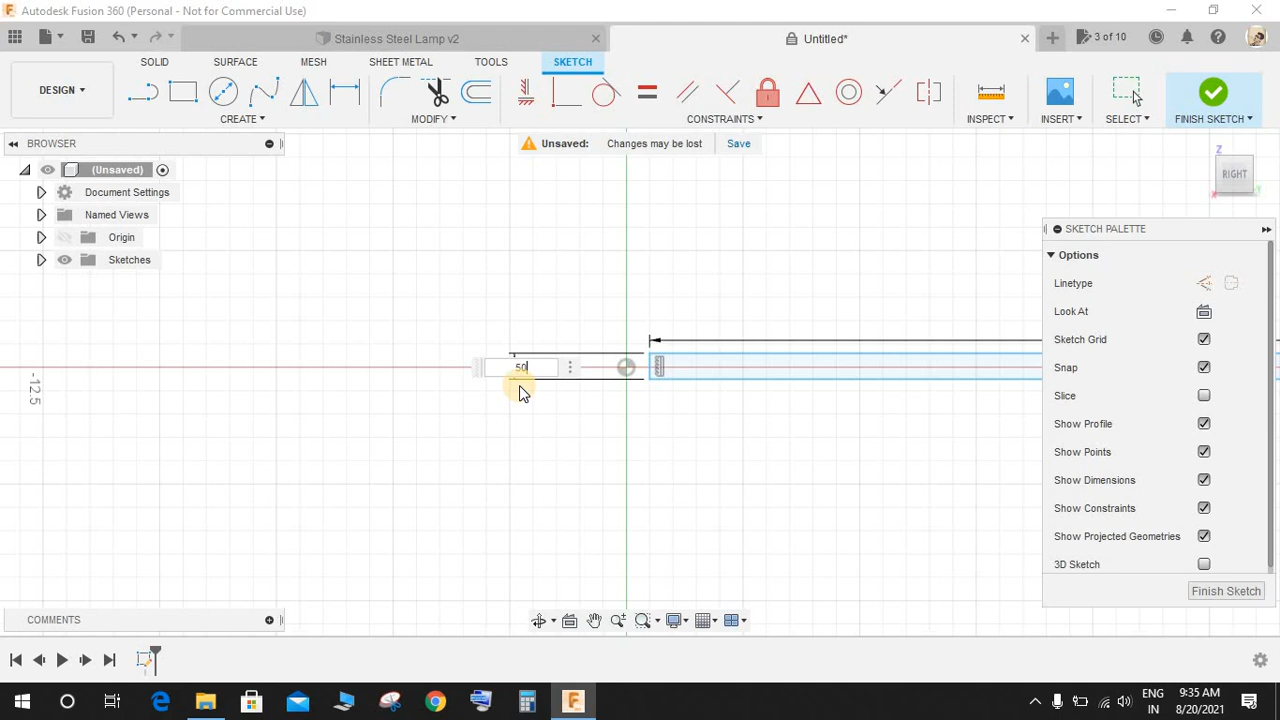 Autodesk Fusion 360 (Personal - Not for Commercial Use)
Stainless Steel Lamp v2
Untitled*
3 of 10
SOLID SURFACE MESH SHEET METAL TOOLS SKETCH
DESIGN
CREATE MODIFY CONSTRAINTS INSPECT INSERT SELECT FINISH SKETCH
BROWSER
Unsaved: Changes may be lost Save
(Unsaved)
Document Settings
Named Views
Origin
Sketches
Z
RIGHT
X
Y
SKETCH PALETTE
Options
Linetype
Look At
Sketch Grid
Snap
Slice
Show Profile
Show Points
Show Dimensions
Show Constraints
Show Projected Geometries
3D Sketch
Finish Sketch
50
-12.5
COMMENTS
ENG
IN
9:35 AM
8/20/2021